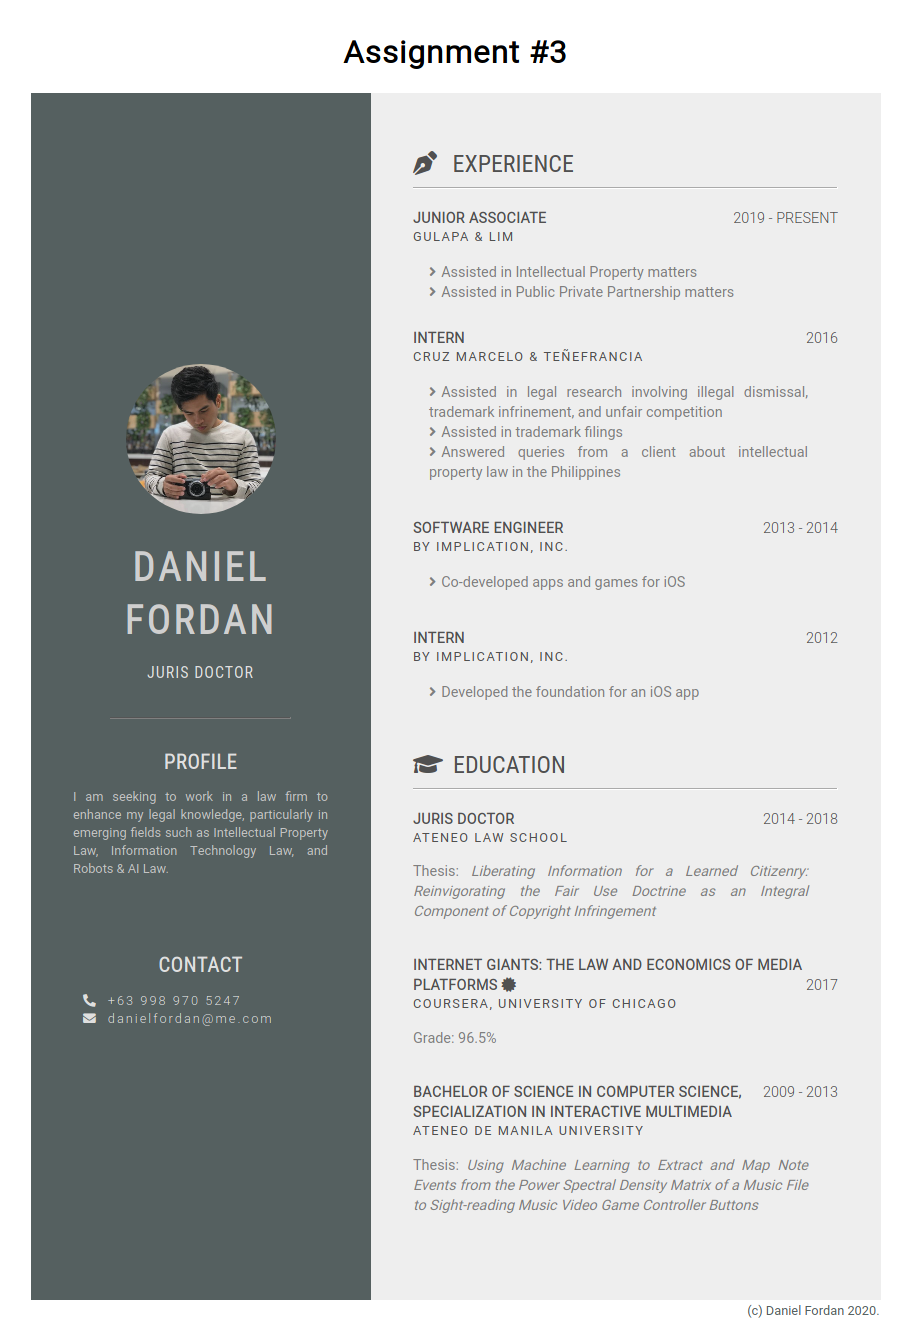 Assignment #3
DANIEL
FORDAN
JURIS DOCTOR
PROFILE
I am seeking to work in a law firm to
enhance my legal knowledge, particularly in
emerging fields such as Intellectual Property
Law, Information Technology Law, and
Robots & AI Law.
CONTACT
+63 998 970 5247
danielfordan@me.com
EXPERIENCE
JUNIOR ASSOCIATE 2019 - PRESENT
GULAPA & LIM
Assisted in Intellectual Property matters
Assisted in Public Private Partnership matters
INTERN 2016
CRUZ MARCELO & TEÑEFRANCIA
Assisted in legal research involving illegal dismissal,
trademark infrinement, and unfair competition
Assisted in trademark filings
Answered queries from a client about intellectual
property law in the Philippines
SOFTWARE ENGINEER 2013 - 2014
BY IMPLICATION, INC.
Co-developed apps and games for iOS
INTERN 2012
BY IMPLICATION, INC.
Developed the foundation for an iOS app
EDUCATION
JURIS DOCTOR 2014 - 2018
ATENEO LAW SCHOOL
Thesis: Liberating Information for a Learned Citizenry:
Reinvigorating the Fair Use Doctrine as an Integral
Component of Copyright Infringement
INTERNET GIANTS: THE LAW AND ECONOMICS OF MEDIA
PLATFORMS 2017
COURSERA, UNIVERSITY OF CHICAGO
Grade: 96.5%
BACHELOR OF SCIENCE IN COMPUTER SCIENCE, 2009 - 2013
SPECIALIZATION IN INTERACTIVE MULTIMEDIA
ATENEO DE MANILA UNIVERSITY
Thesis: Using Machine Learning to Extract and Map Note
Events from the Power Spectral Density Matrix of a Music File
to Sight-reading Music Video Game Controller Buttons
(c) Daniel Fordan 2020.